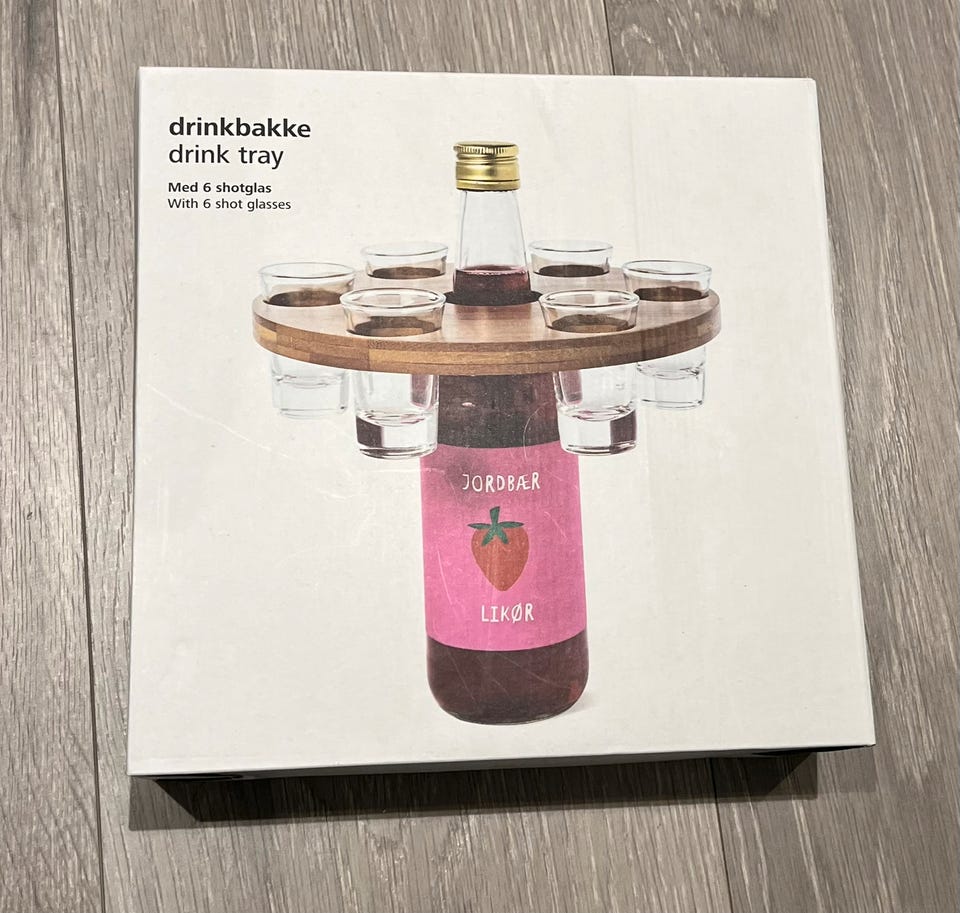 drinkbakke
drink tray
Med 6 shotglas
With 6 shot glasses
JORDBÆR
LIKØR